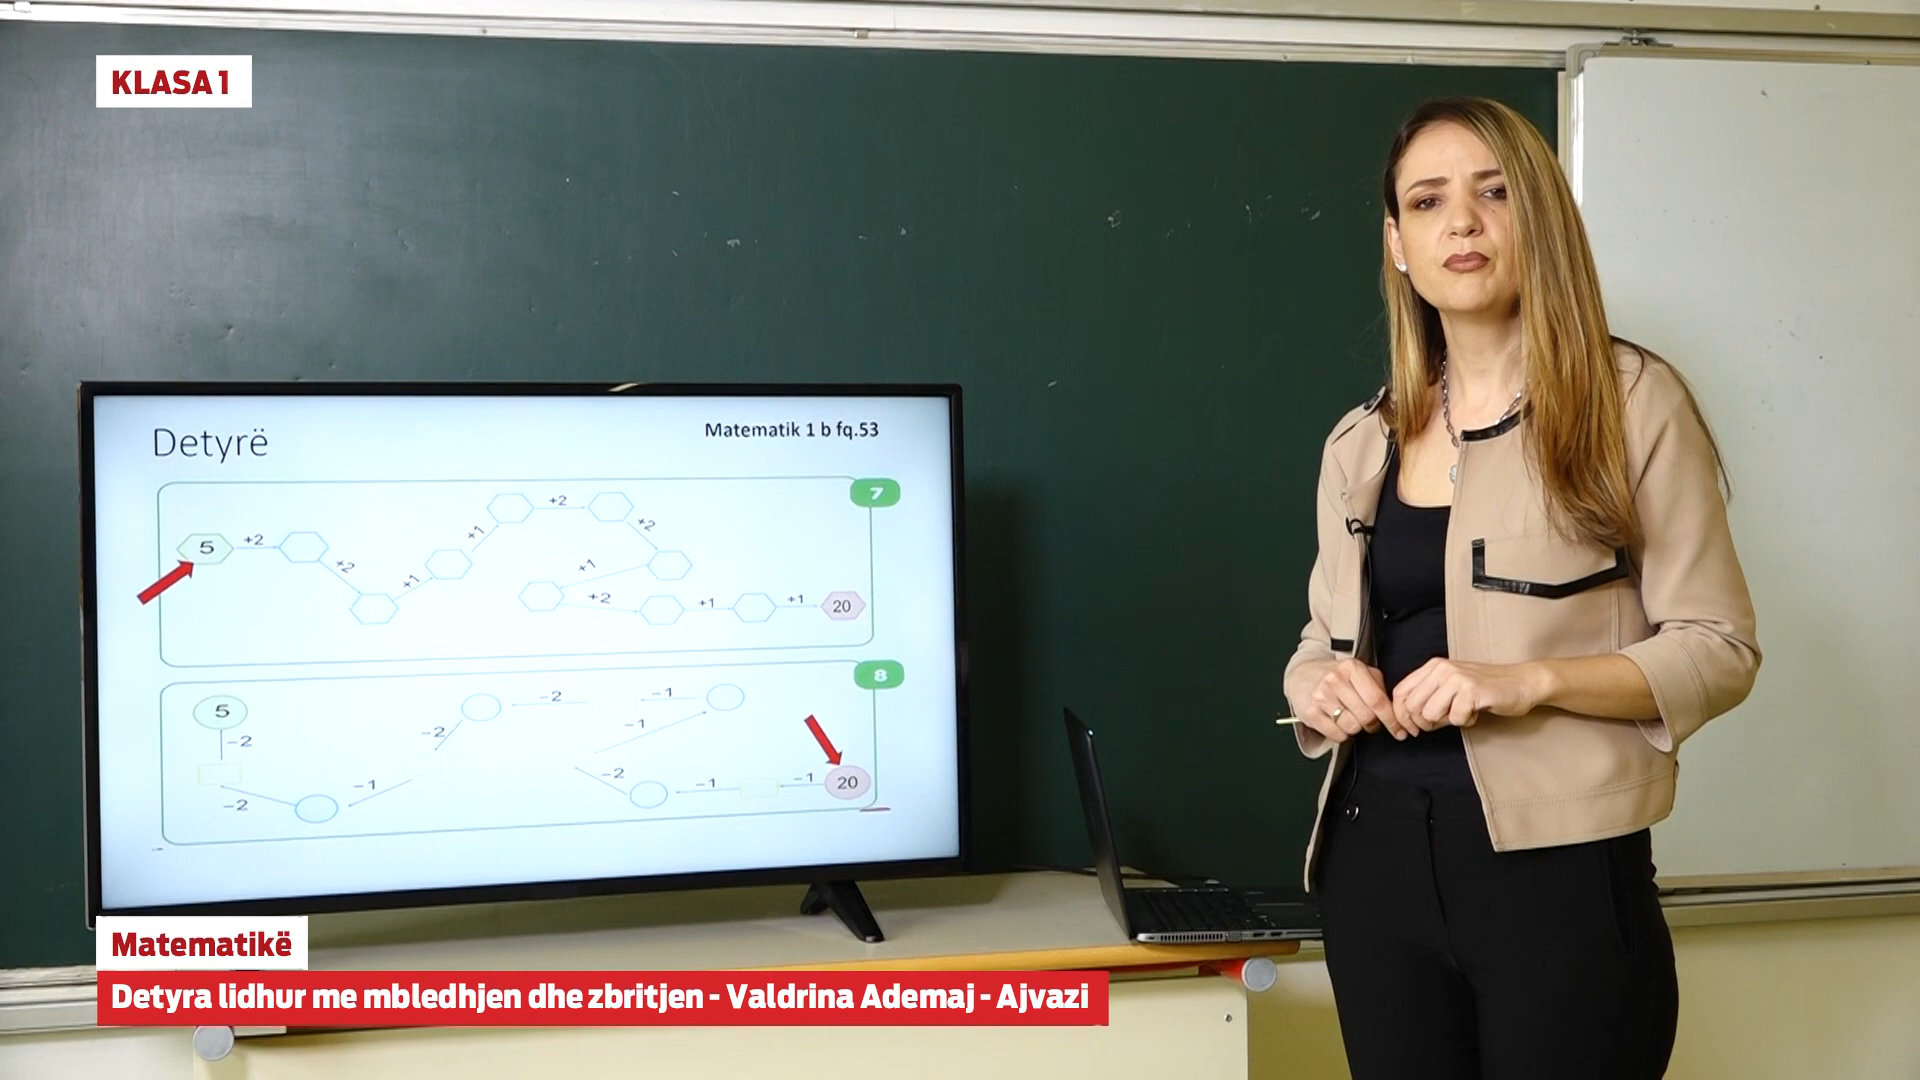 KLASA 1
Detyrë
Matematik 1 b fq.53
7
5 +2 +2 +1 +1 +2 +2
+1
+2 +1 +1 20
8
5 -2 -2 -1
-2 -1
-2 -1 -2 -1 -1 20
Matematikë
Detyra lidhur me mbledhjen dhe zbritjen - Valdrina Ademaj - Ajvazi